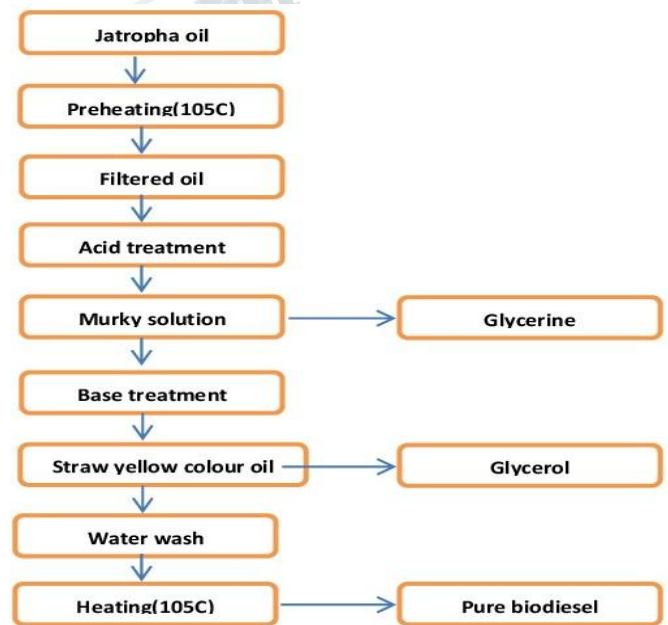 Jatropha oil
Preheating(105C)
Filtered oil
Acid treatment
Murky solution
Glycerine
Base treatment
Straw yellow colour oil
Glycerol
Water wash
Heating(105C)
Pure biodiesel